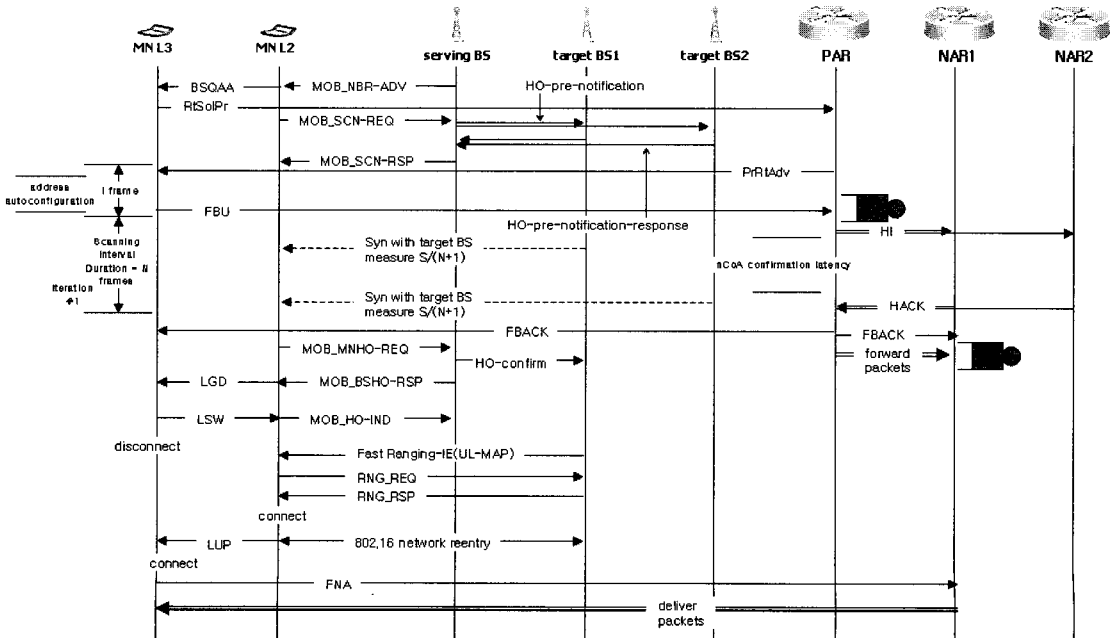 MN L3
MN L2
serving BS
target BS1
target BS2
PAR
NAR1
NAR2
BSQAA
MOB_NBR-ADV
HO-pre-notification
RtSolPr
MOB_SCN-REQ
MOB_SCN-RSP
PrRtAdv
address
autoconfiguration
1 frame
FBU
HO-pre-notification-response
HI
Scanning
Interval
Duration = N
frames
Iteration
#1
Syn with target BS
measure S/(N+1)
nCoA confirmation latency
Syn with target BS
measure S/(N+1)
HACK
FBACK
FBACK
MOB_MNHO-REQ
HO-confirm
forward
packets
LGD
MOB_BSHO-RSP
LSW
MOB_HO-IND
disconnect
Fast Ranging-IE(UL-MAP)
RNG_REQ
RNG_RSP
connect
LUP
802,16 network reentry
connect
FNA
deliver
packets